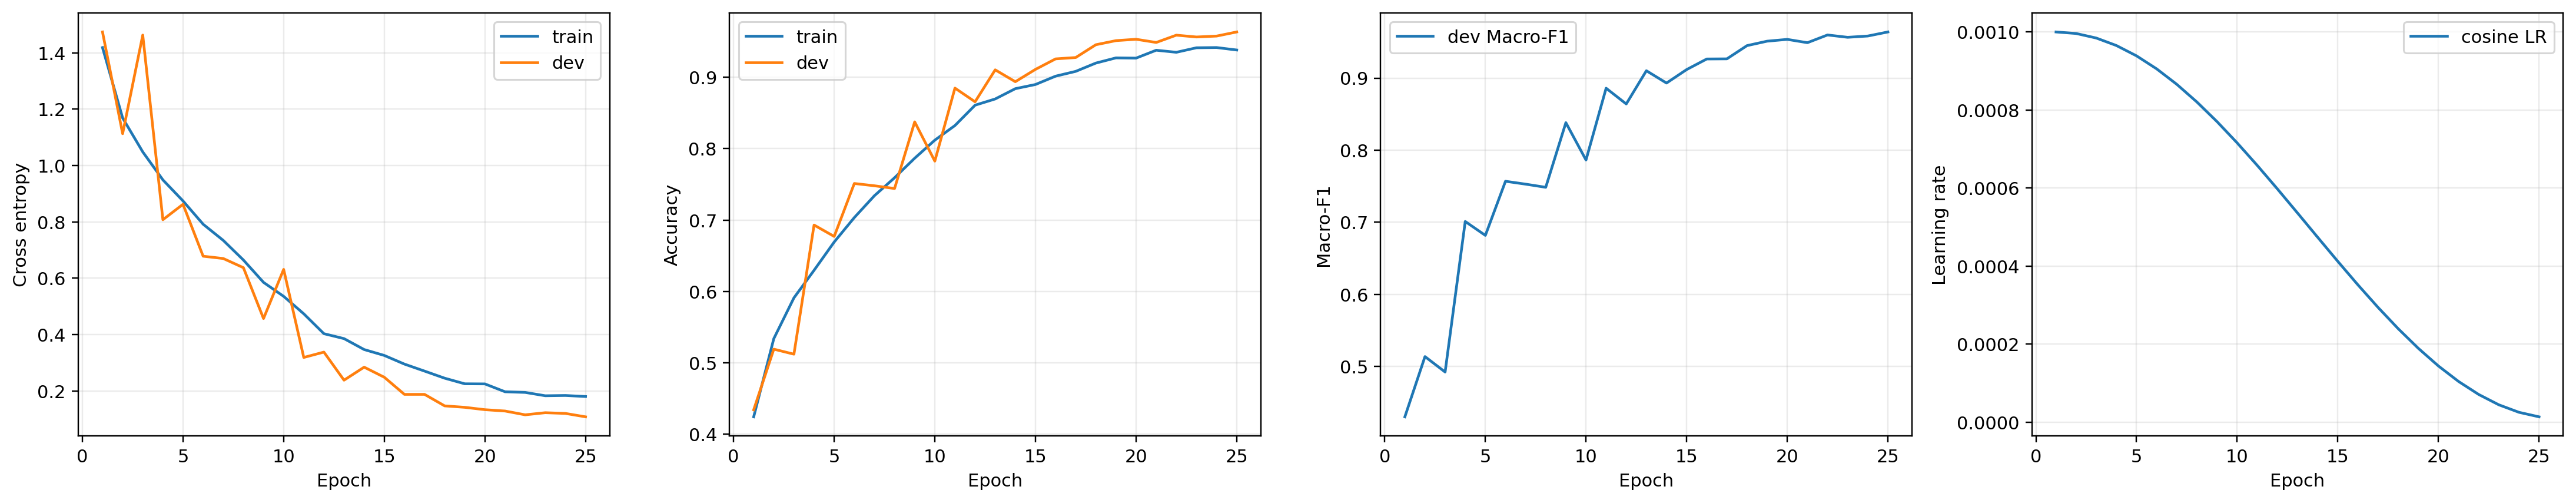 train
dev
1.4
1.2
1.0
0.8
0.6
0.4
0.2
Cross entropy
0 5 10 15 20 25
Epoch
train
dev
0.9
0.8
0.7
0.6
0.5
0.4
Accuracy
0 5 10 15 20 25
Epoch
dev Macro-F1
0.9
0.8
0.7
0.6
0.5
Macro-F1
0 5 10 15 20 25
Epoch
cosine LR
0.0010
0.0008
0.0006
0.0004
0.0002
0.0000
Learning rate
0 5 10 15 20 25
Epoch